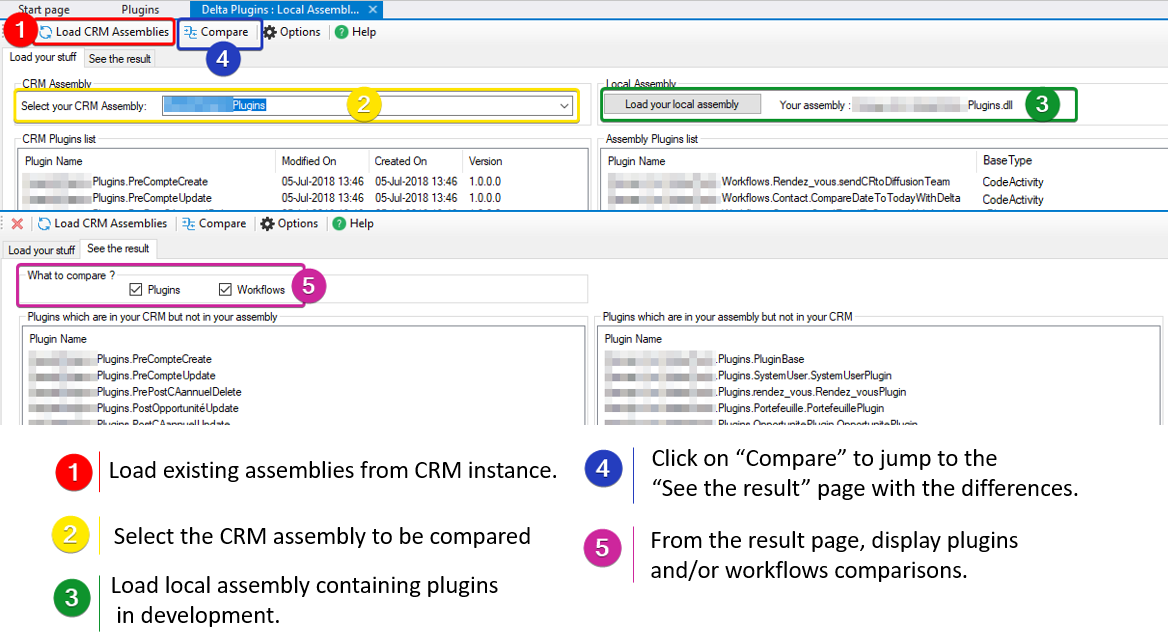 Start page Plugins Delta Plugins : Local Assembl... ✕
1 Load CRM Assemblies Compare Options ? Help
4
Load your stuff See the result
CRM Assembly
Select your CRM Assembly: Plugins 2
Local Assembly
Load your local assembly Your assembly : Plugins.dll 3
CRM Plugins list
Plugin Name Modified On Created On Version
Plugins.PreCompteCreate 05-Jul-2018 13:46 05-Jul-2018 13:46 1.0.0.0
Plugins.PreCompteUpdate 05-Jul-2018 13:46 05-Jul-2018 13:46 1.0.0.0
Assembly Plugins list
Plugin Name Base Type
Workflows.Rendez_vous.sendCRtoDiffusionTeam CodeActivity
Workflows.Contact.CompareDateToTodayWithDelta CodeActivity
Load CRM Assemblies Compare Options ? Help
Load your stuff See the result
What to compare ?
Plugins Workflows 5
Plugins which are in your CRM but not in your assembly
Plugin Name
Plugins.PreCompteCreate
Plugins.PreCompteUpdate
Plugins.PrePostCAannuelDelete
Plugins.PostOpportunitéUpdate
Plugins.PostCAannuelUpdate
Plugins which are in your assembly but not in your CRM
Plugin Name
.Plugins.PluginBase
.Plugins.SystemUser.SystemUserPlugin
.Plugins.rendez_vous.Rendez_vousPlugin
.Plugins.Portefeuille.PortefeuillePlugin
.Plugins.OpportunitePlugin.OpportunitePlugin
1 Load existing assemblies from CRM instance.
2 Select the CRM assembly to be compared
3 Load local assembly containing plugins
in development.
4 Click on “Compare” to jump to the
“See the result” page with the differences.
5 From the result page, display plugins
and/or workflows comparisons.